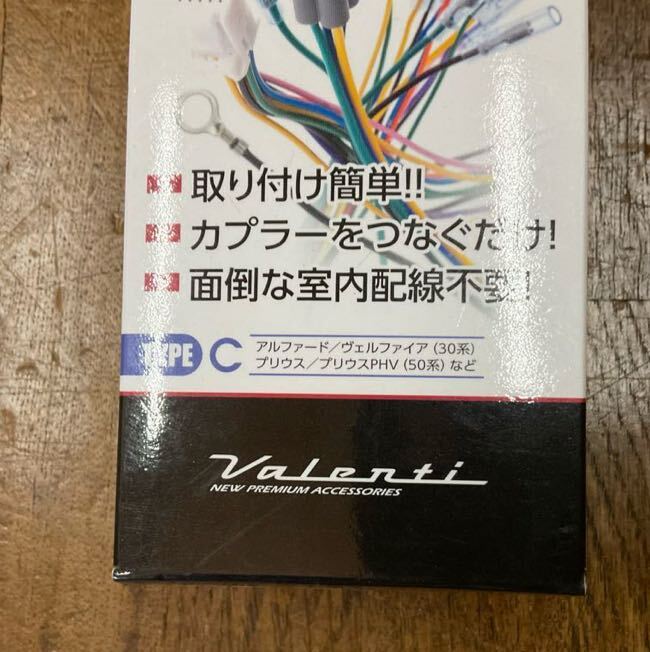 取り付け簡単!!
カプラーをつなぐだけ!
面倒な室内配線不要!
TYPE C
アルファード／ヴェルファイア (30系)
プリウス／プリウスPHV (50系) など
Valenti
NEW PREMIUM ACCESSORIES